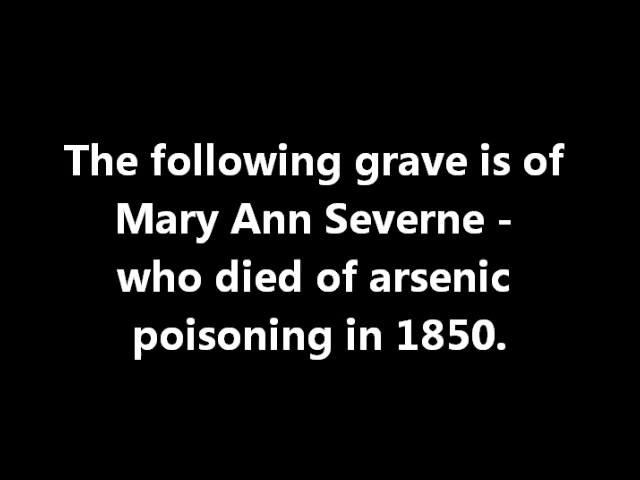 The following grave is of
Mary Ann Severne -
who died of arsenic
poisoning in 1850.